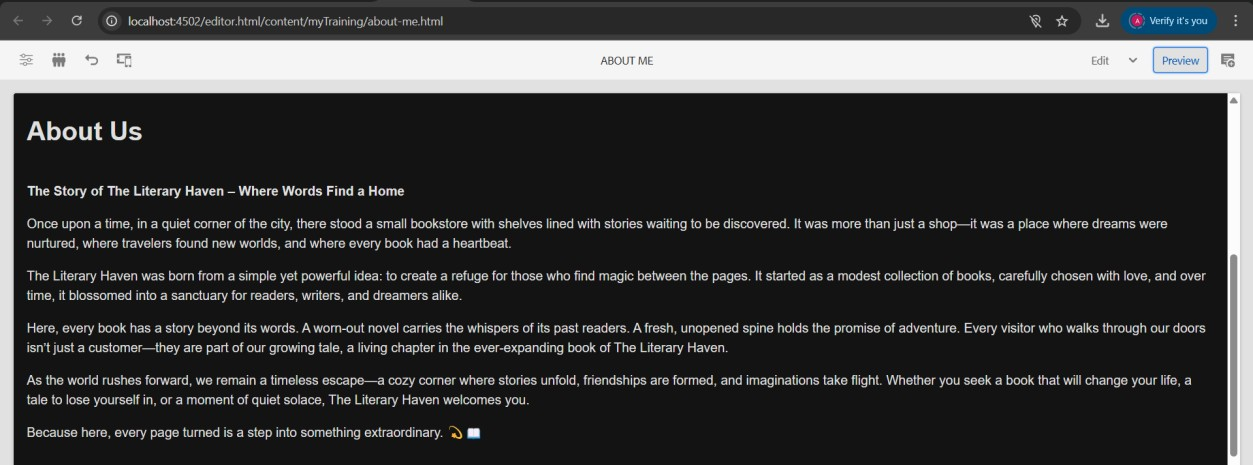 localhost:4502/editor.html/content/myTraining/about-me.html
A
Verify it's you
ABOUT ME
Edit
Preview
About Us
The Story of The Literary Haven – Where Words Find a Home
Once upon a time, in a quiet corner of the city, there stood a small bookstore with shelves lined with stories waiting to be discovered. It was more than just a shop—it was a place where dreams were
nurtured, where travelers found new worlds, and where every book had a heartbeat.
The Literary Haven was born from a simple yet powerful idea: to create a refuge for those who find magic between the pages. It started as a modest collection of books, carefully chosen with love, and over
time, it blossomed into a sanctuary for readers, writers, and dreamers alike.
Here, every book has a story beyond its words. A worn-out novel carries the whispers of its past readers. A fresh, unopened spine holds the promise of adventure. Every visitor who walks through our doors
isn't just a customer—they are part of our growing tale, a living chapter in the ever-expanding book of The Literary Haven.
As the world rushes forward, we remain a timeless escape—a cozy corner where stories unfold, friendships are formed, and imaginations take flight. Whether you seek a book that will change your life, a
tale to lose yourself in, or a moment of quiet solace, The Literary Haven welcomes you.
Because here, every page turned is a step into something extraordinary. 💫 📖